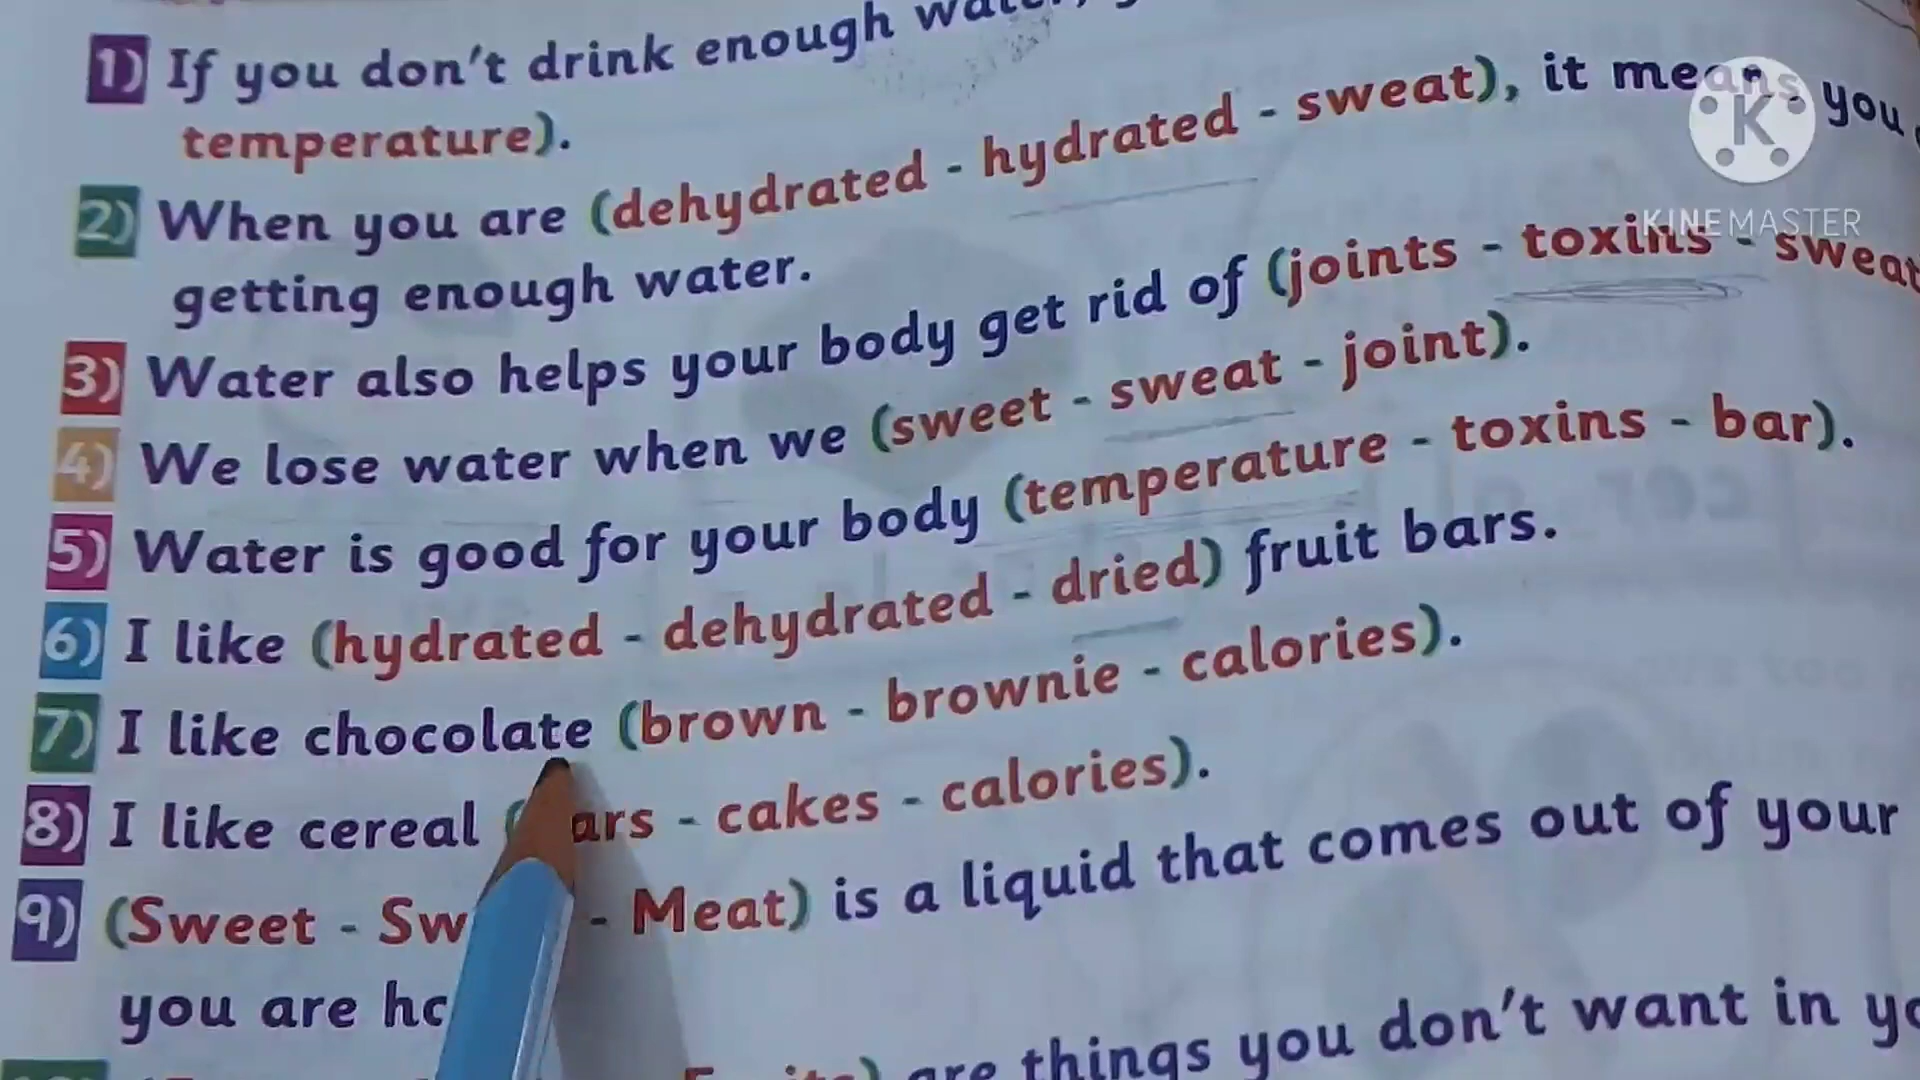 1) If you don't drink enough water,
temperature).
2) When you are (dehydrated - hydrated - sweat), it means you
getting enough water.
3) Water also helps your body get rid of (joints - toxins - sweat
4) We lose water when we (sweet - sweat - joint).
5) Water is good for your body (temperature - toxins - bar).
6) I like (hydrated - dehydrated - dried) fruit bars.
7) I like chocolate (brown - brownie - calories).
8) I like cereal (ars - cakes - calories).
9) (Sweet - Sw - Meat) is a liquid that comes out of your
you are ho
are things you don't want in yo
KINEMASTER